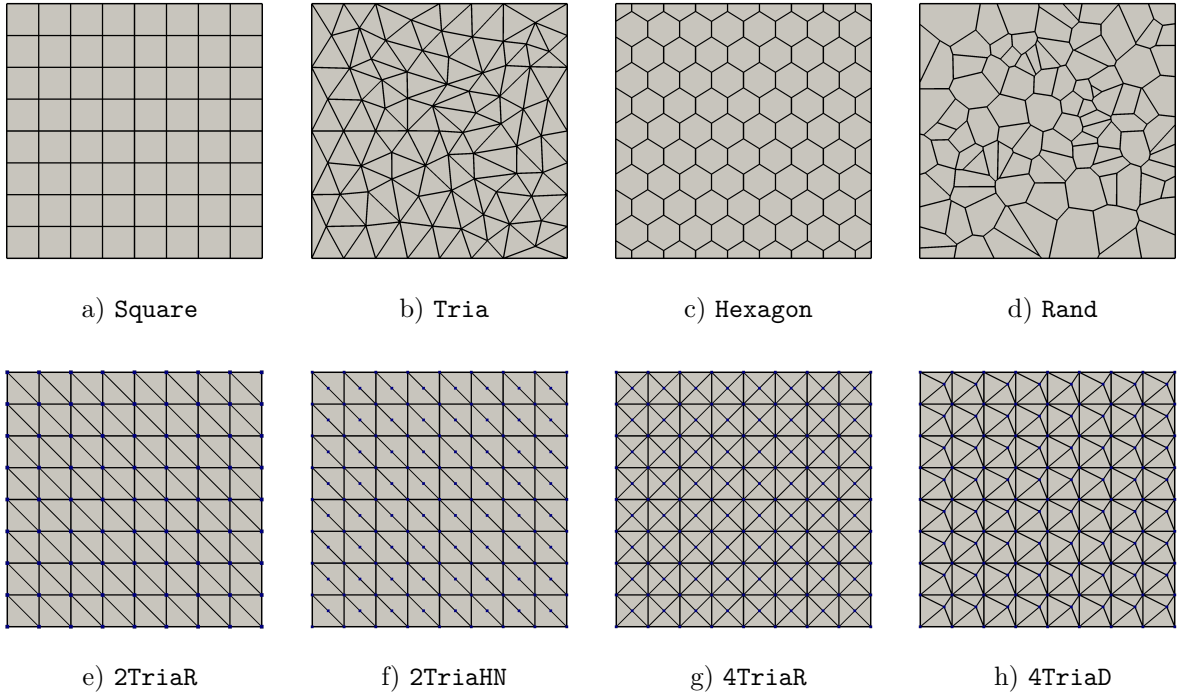 a) Square
b) Tria
c) Hexagon
d) Rand
e) 2TriaR
f) 2TriaHN
g) 4TriaR
h) 4TriaD